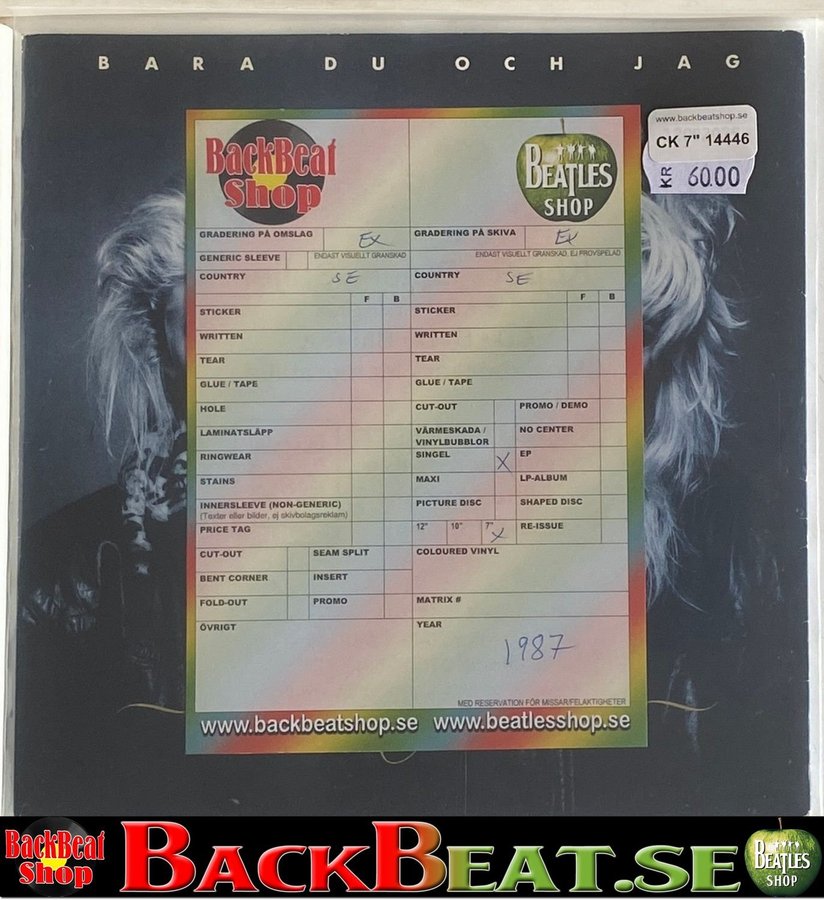 BARA DU OCH JAG
www.backbeatshop.se
CK 7" 14446
KR 60.00
BackBeat Shop
BEATLES SHOP
GRADERING PÅ OMSLAG EX
GRADERING PÅ SKIVA EX
GENERIC SLEEVE ENDAST VISUELLT GRANSKAD
ENDAST VISUELLT GRANSKAD, EJ PROVSPELAD
COUNTRY SE
COUNTRY SE
F B
F B
STICKER
STICKER
WRITTEN
WRITTEN
TEAR
TEAR
GLUE / TAPE
GLUE / TAPE
HOLE
CUT-OUT
PROMO / DEMO
LAMINATSLÄPP
VÄRMESKADA /
VINYLBUBBLOR
NO CENTER
RINGWEAR
SINGEL X
EP
STAINS
MAXI
LP-ALBUM
INNERSLEEVE (NON-GENERIC)
(Texter eller bilder, ej skivbolagsreklam)
PICTURE DISC
SHAPED DISC
PRICE TAG
12" 10" 7" X
RE-ISSUE
CUT-OUT
SEAM SPLIT
COLOURED VINYL
BENT CORNER
INSERT
FOLD-OUT
PROMO
MATRIX #
ÖVRIGT
YEAR
1987
MED RESERVATION FÖR MISSAR/FELAKTIGHETER
www.backbeatshop.se www.beatlesshop.se
BackBeat Shop
BACKBEAT.SE
BEATLES SHOP